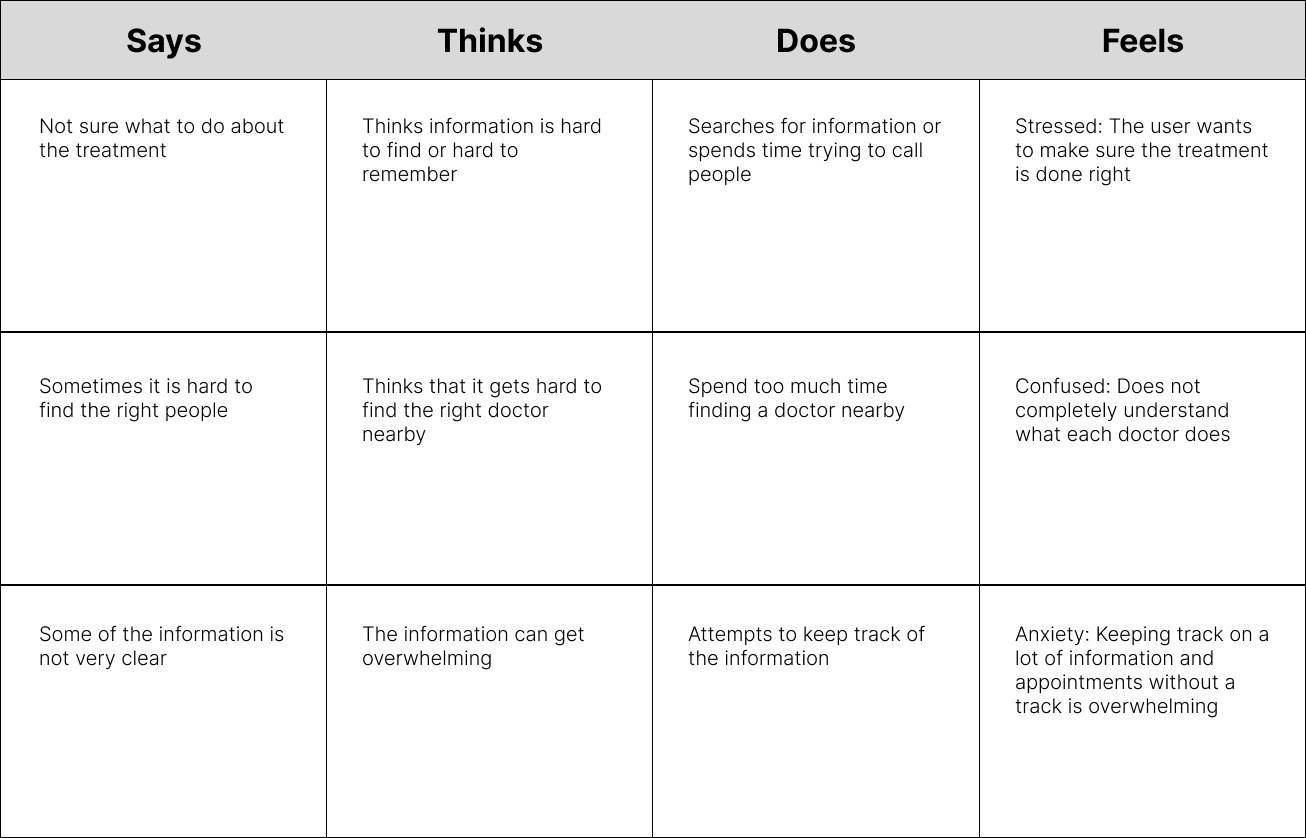 Says
Thinks
Does
Feels
Not sure what to do about
the treatment
Thinks information is hard
to find or hard to
remember
Searches for information or
spends time trying to call
people
Stressed: The user wants
to make sure the treatment
is done right
Sometimes it is hard to
find the right people
Thinks that it gets hard to
find the right doctor
nearby
Spend too much time
finding a doctor nearby
Confused: Does not
completely understand
what each doctor does
Some of the information is
not very clear
The information can get
overwhelming
Attempts to keep track of
the information
Anxiety: Keeping track on a
lot of information and
appointments without a
track is overwhelming